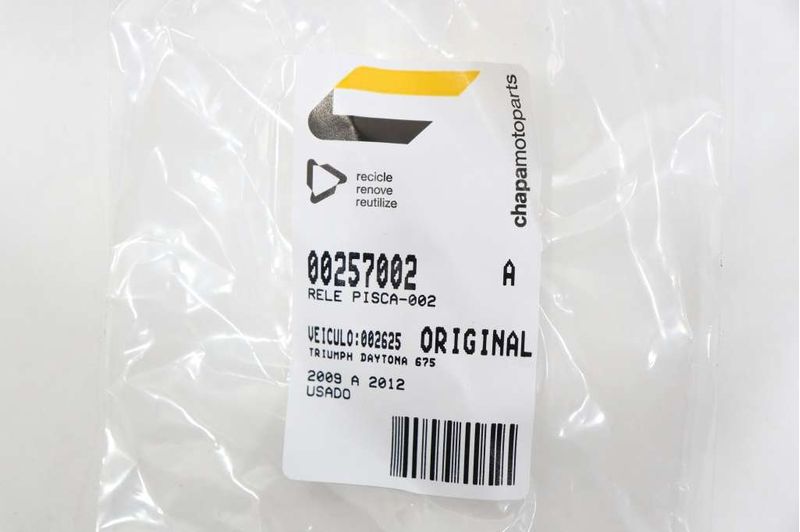 chapamotoparts
recicle
renove
reutilize
00257002 A
RELE PISCA-002
VEICULO:002625 ORIGINAL
TRIUMPH DAYTONA 675
2009 A 2012
USADO